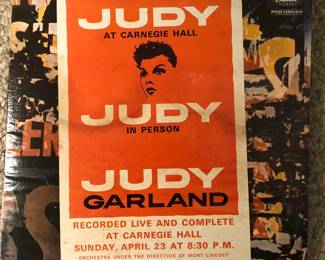 JUDY
AT CARNEGIE HALL
JUDY
IN PERSON
JUDY
GARLAND
RECORDED LIVE AND COMPLETE
AT CARNEGIE HALL
SUNDAY, APRIL 23 AT 8:30 P.M.
ORCHESTRA UNDER THE DIRECTION OF MORT LINDSEY